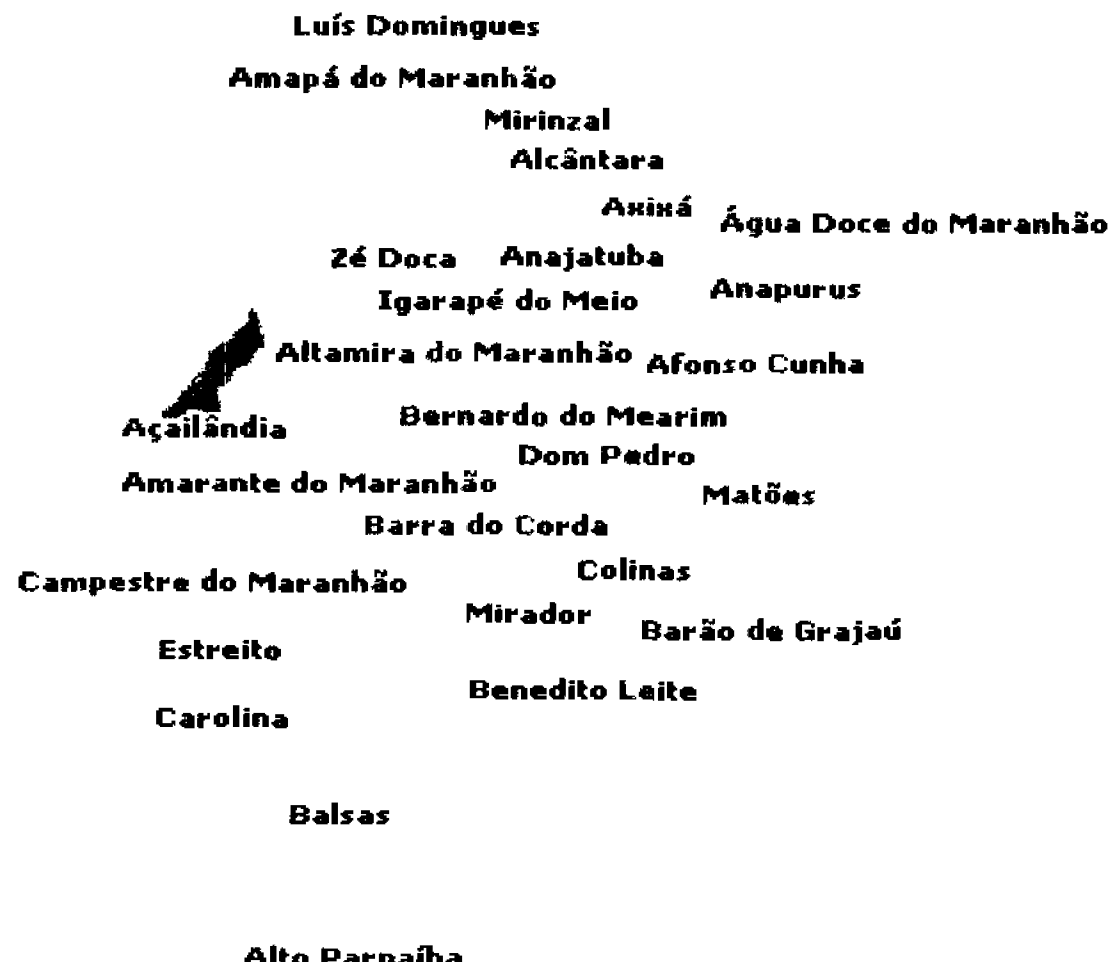 Luís Domingues
Amapá do Maranhão
Mirinzal
Alcântara
Axixá
Água Doce do Maranhão
Zé Doca
Anajatuba
Anapurus
Igarapé do Meio
Altamira do Maranhão
Afonso Cunha
Açailândia
Bernardo do Mearim
Dom Pedro
Amarante do Maranhão
Matões
Barra do Corda
Colinas
Campestre do Maranhão
Mirador
Barão de Grajaú
Estreito
Benedito Leite
Carolina
Balsas
Alto Parnaíba